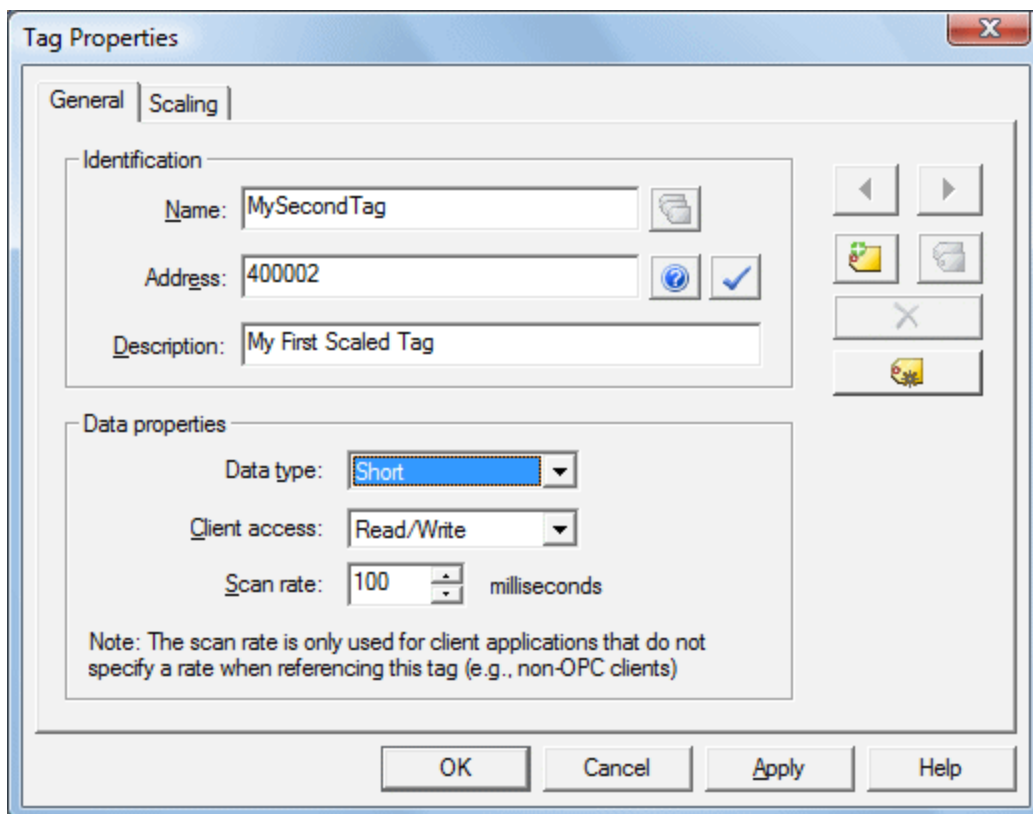 Tag Properties
General
Scaling
Identification
Name: MySecondTag
Address: 400002
Description: My First Scaled Tag
Data properties
Data type: Short
Client access: Read/Write
Scan rate: 100 milliseconds
Note: The scan rate is only used for client applications that do not
specify a rate when referencing this tag (e.g., non-OPC clients)
OK
Cancel
Apply
Help